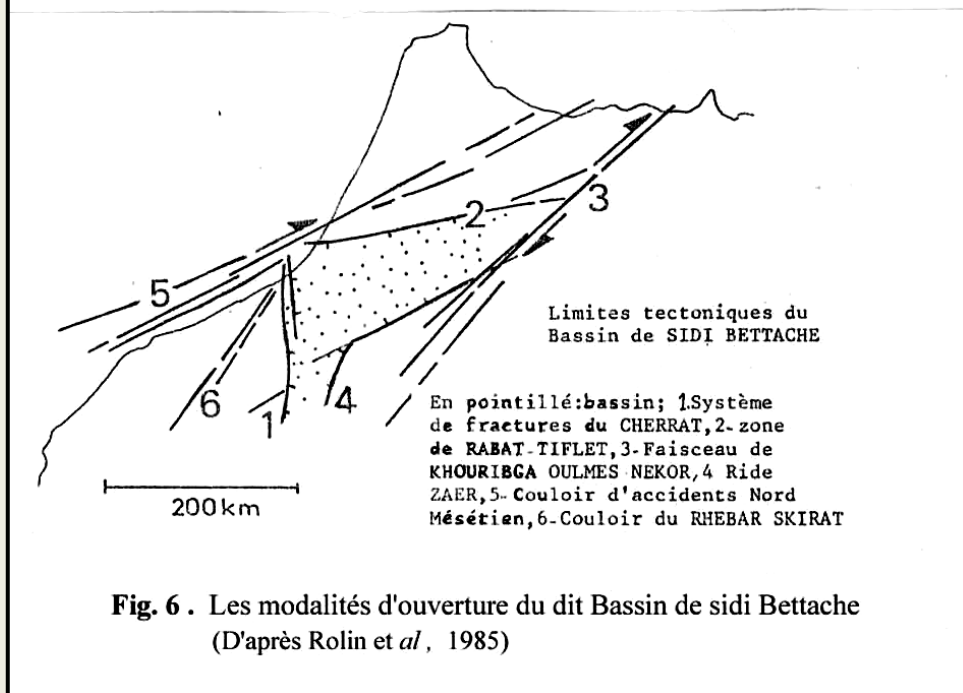 5
2
3
6
1
4
200km
Limites tectoniques du
Bassin de SIDI BETTACHE
En pointillé:bassin; 1.Système
de fractures du CHERRAT,2-zone
de RABAT-TIFLET,3-Faisceau de
KHOURIBGA OULMES NEKOR,4 Ride
ZAER,5-Couloir d'accidents Nord
Mésétien,6-Couloir du RHEBAR SKIRAT
Fig. 6 . Les modalités d'ouverture du dit Bassin de sidi Bettache
(D'après Rolin et al , 1985)